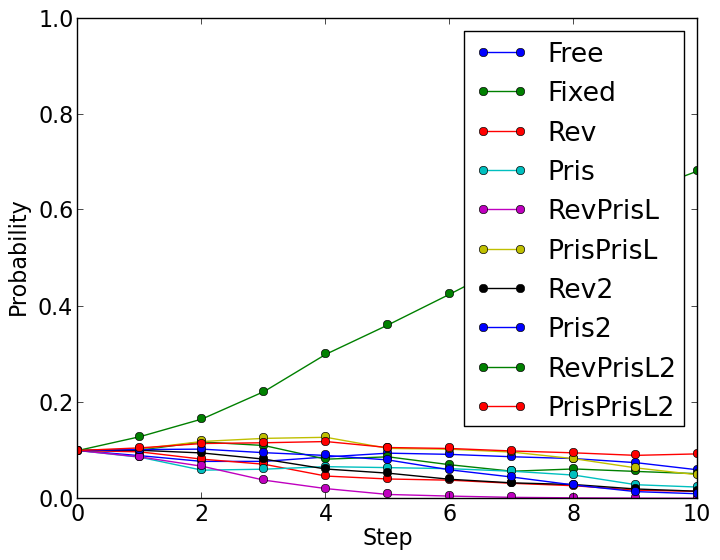 1.0
0.8
0.6
0.4
0.2
0.0
Probability
Free
Fixed
Rev
Pris
RevPrisL
PrisPrisL
Rev2
Pris2
RevPrisL2
PrisPrisL2
0 2 4 6 8 10
Step